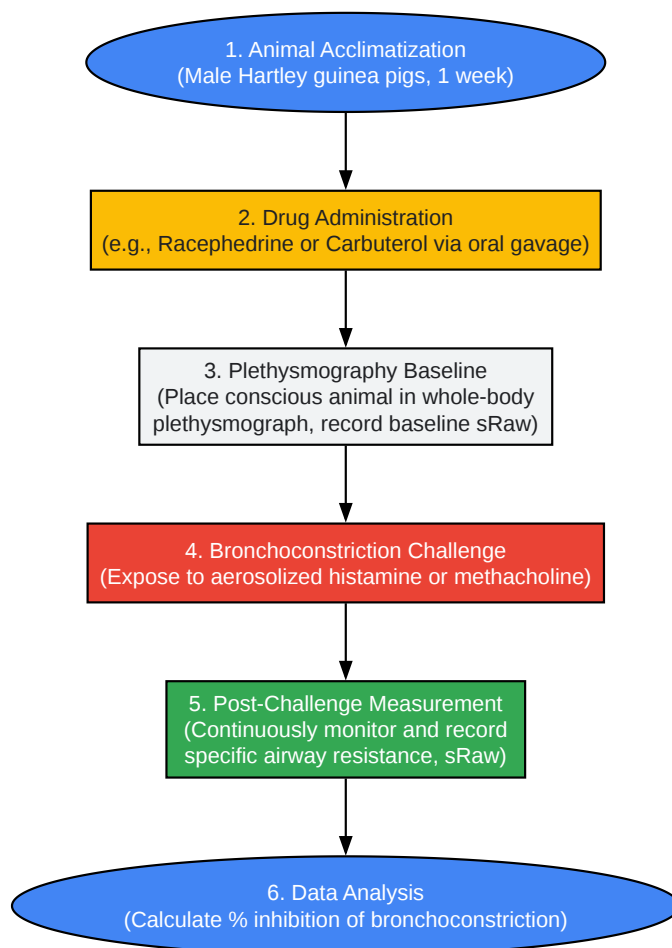 1. Animal Acclimatization
(Male Hartley guinea pigs, 1 week)
2. Drug Administration
(e.g., Racephedrine or Carbuterol via oral gavage)
3. Plethysmography Baseline
(Place conscious animal in whole-body
plethysmograph, record baseline sRaw)
4. Bronchoconstriction Challenge
(Expose to aerosolized histamine or methacholine)
5. Post-Challenge Measurement
(Continuously monitor and record
specific airway resistance, sRaw)
6. Data Analysis
(Calculate % inhibition of bronchoconstriction)